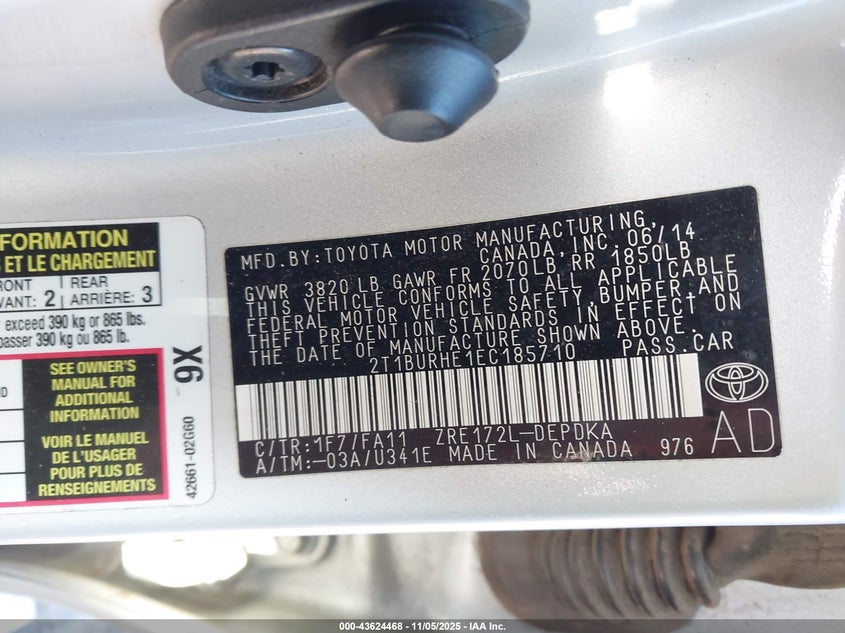 FORMATION
S ET LE CHARGEMENT
FRONT
VANT: 2
REAR
ARRIÈRE: 3
exceed 390 kg or 865 lbs.
passer 390 kg ou 865 lb.
SEE OWNER'S
MANUAL FOR
ADDITIONAL
INFORMATION
VOIR LE MANUEL
DE L'USAGER
POUR PLUS DE
RENSEIGNEMENTS
9X
42661-02G60
MFD. BY: TOYOTA MOTOR MANUFACTURING,
CANADA, INC. 06/14
GVWR 3820 LB GAWR FR 2070LB, RR 1850LB
THIS VEHICLE CONFORMS TO ALL APPLICABLE
FEDERAL MOTOR VEHICLE SAFETY, BUMPER, AND
THEFT PREVENTION STANDARDS IN EFFECT ON
THE DATE OF MANUFACTURE SHOWN ABOVE.
2T1BURHE1EC185710 PASS.CAR
C/TR: 1F7/FA11 ZRE172L-DEPDKA
A/TM:-03A/U341E MADE IN CANADA 976
AD
000-43624468 - 11/05/2025 - IAA Inc.